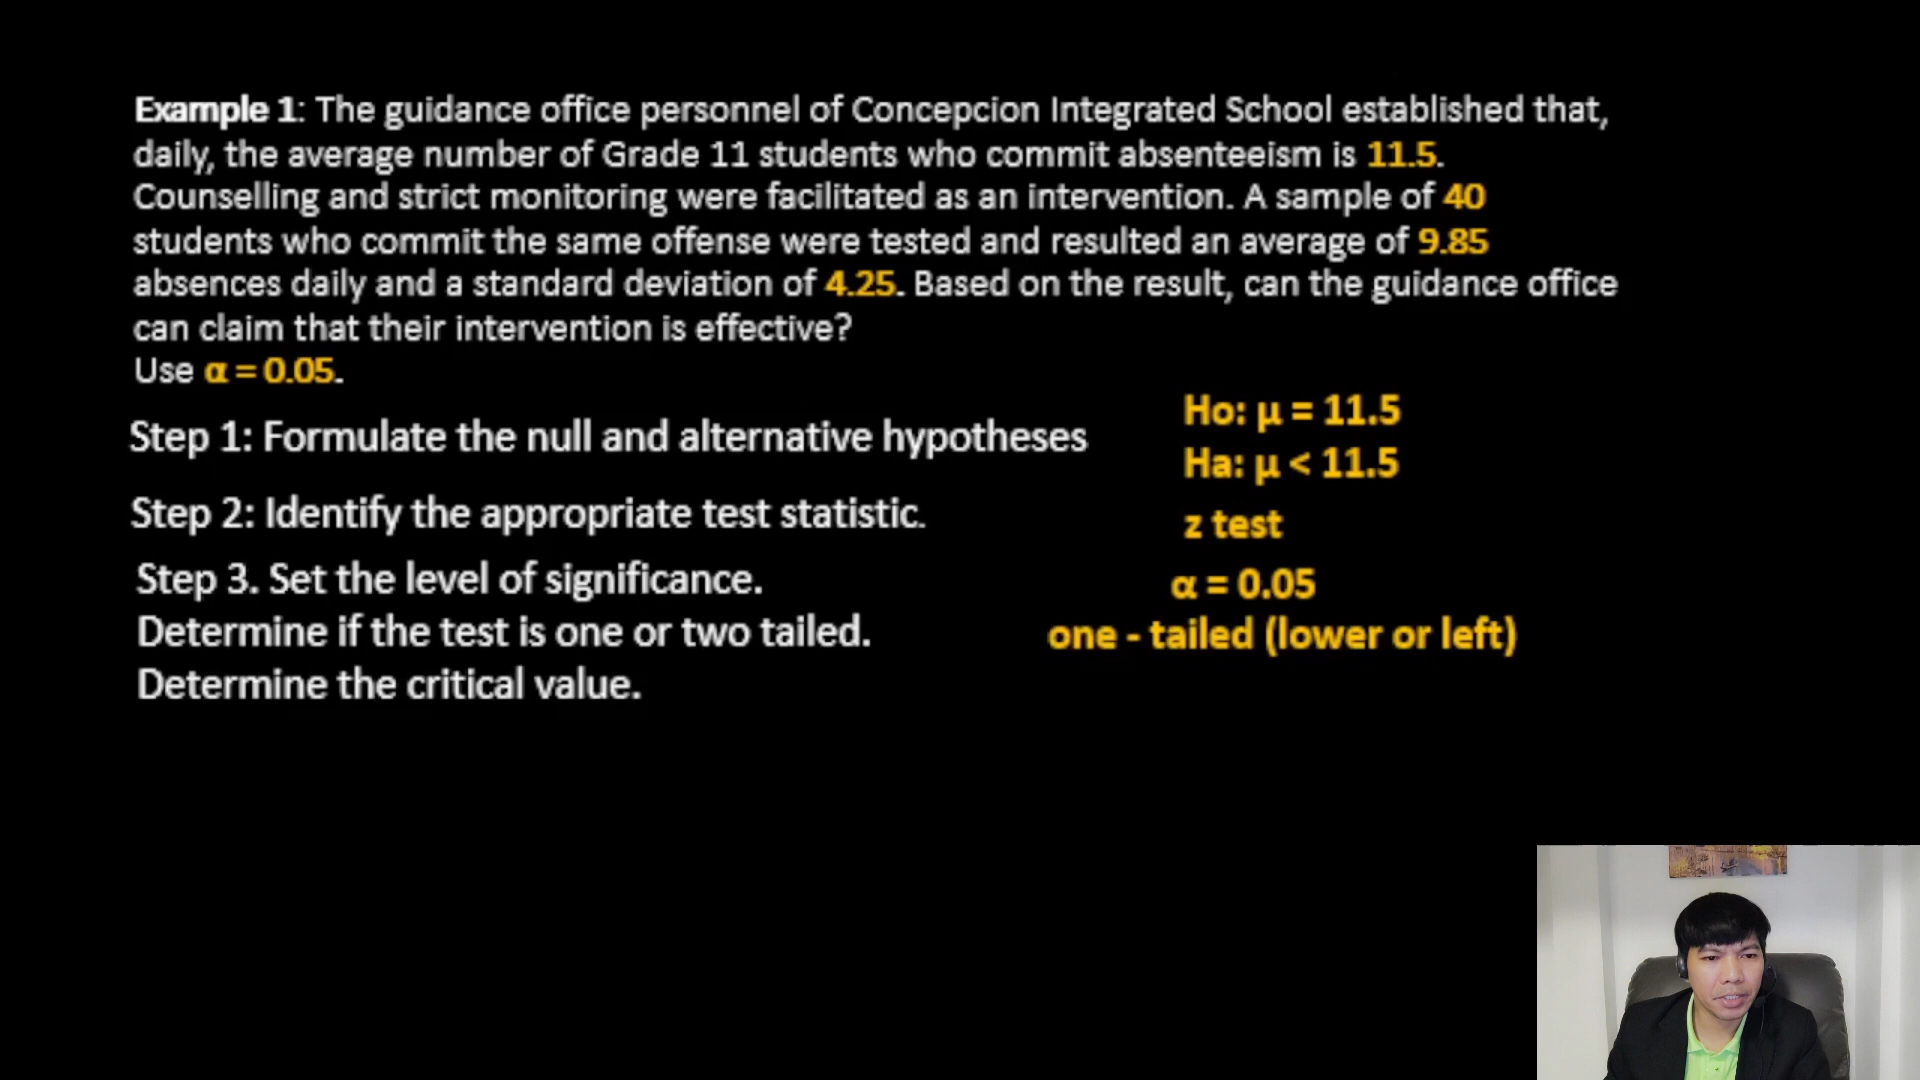 Example 1: The guidance office personnel of Concepcion Integrated School established that,
daily, the average number of Grade 11 students who commit absenteeism is 11.5.
Counselling and strict monitoring were facilitated as an intervention. A sample of 40
students who commit the same offense were tested and resulted an average of 9.85
absences daily and a standard deviation of 4.25. Based on the result, can the guidance office
can claim that their intervention is effective?
Use α = 0.05.
Step 1: Formulate the null and alternative hypotheses
Ho: μ = 11.5
Ha: μ < 11.5
Step 2: Identify the appropriate test statistic.
z test
Step 3. Set the level of significance.
α = 0.05
Determine if the test is one or two tailed.
one - tailed (lower or left)
Determine the critical value.